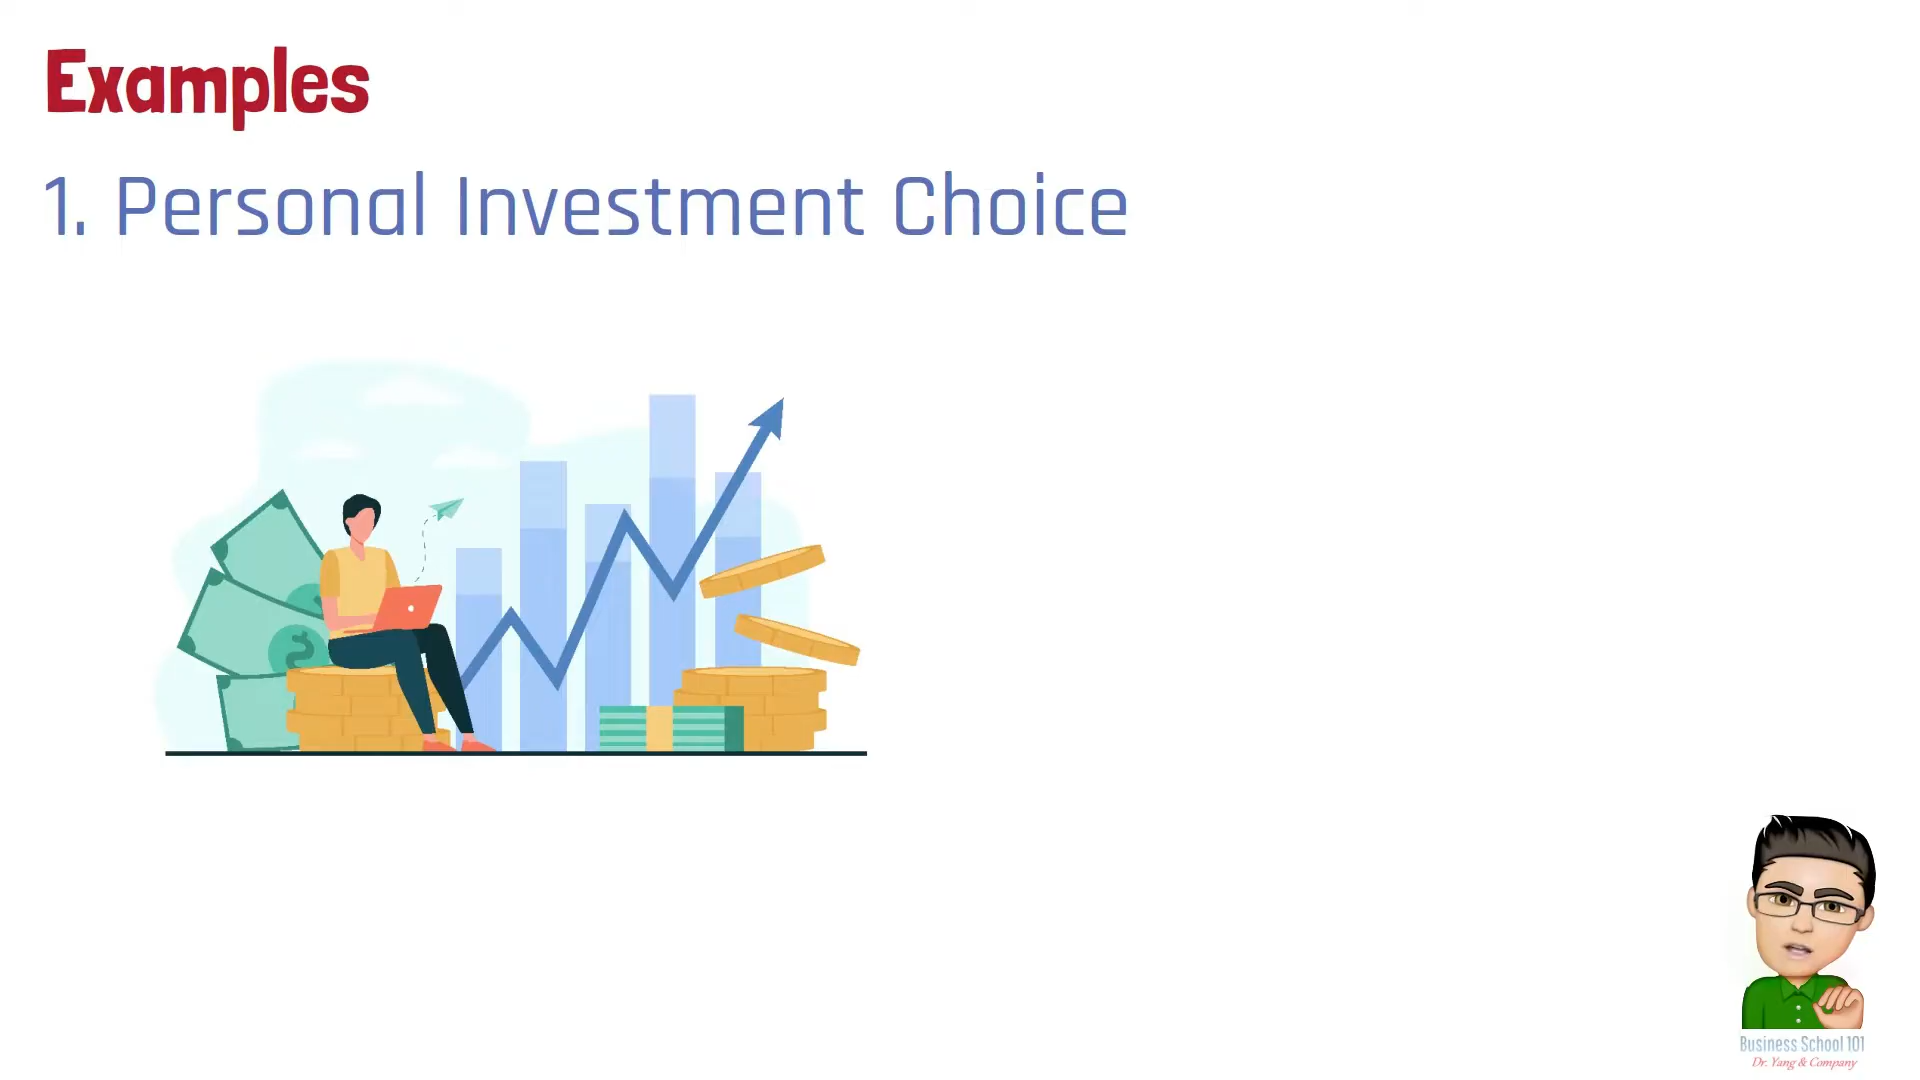 Examples
1. Personal Investment Choice
Business School 101
Dr. Yang & Company